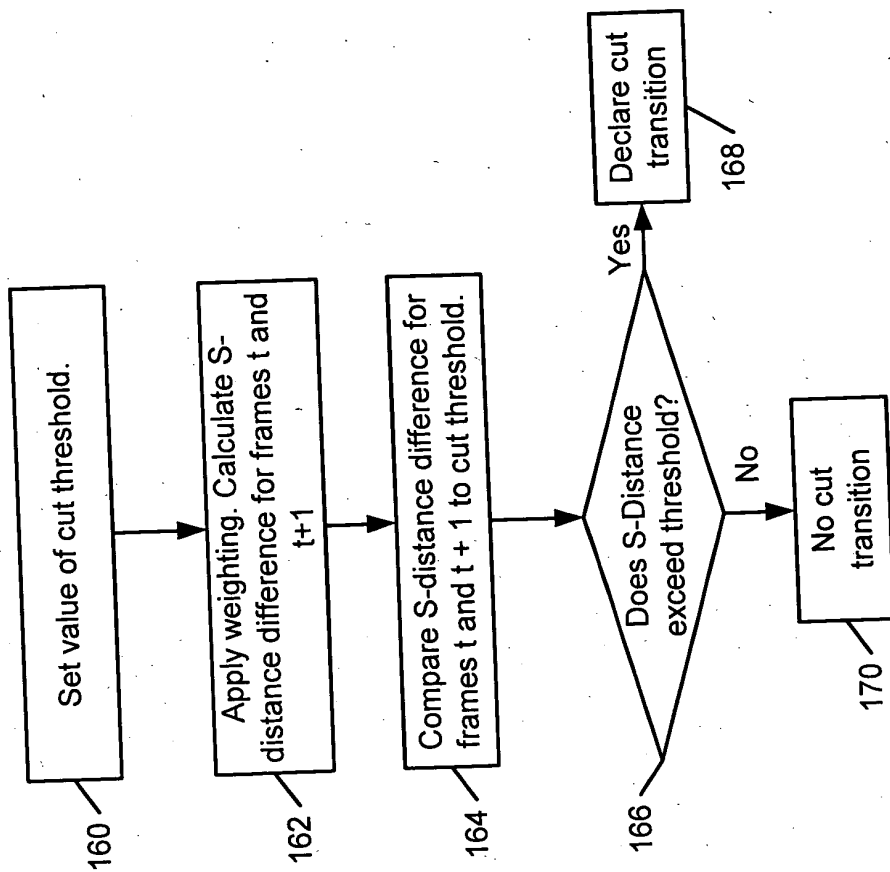 Set value of cut threshold.
160
Apply weighting. Calculate S-
distance difference for frames t and
t+1
162
Compare S-distance difference for
frames t and t + 1 to cut threshold.
164
Does S-Distance
exceed threshold?
166
Yes
Declare cut
transition
168
No
No cut
transition
170